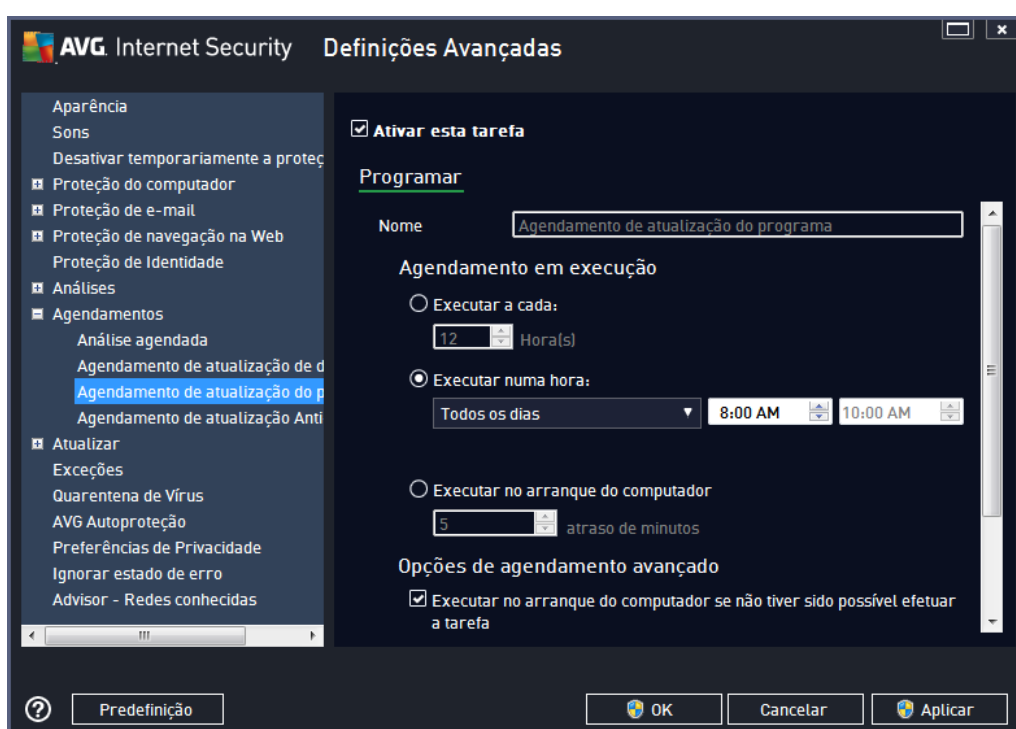 AVG. Internet Security Definições Avançadas
Aparência
Sons
Desativar temporariamente a proteç
Proteção do computador
Proteção de e-mail
Proteção de navegação na Web
Proteção de Identidade
Análises
Agendamentos
Análise agendada
Agendamento de atualização de d
Agendamento de atualização do p
Agendamento de atualização Anti
Atualizar
Exceções
Quarentena de Vírus
AVG Autoproteção
Preferências de Privacidade
Ignorar estado de erro
Advisor - Redes conhecidas
Ativar esta tarefa
Programar
Nome Agendamento de atualização do programa
Agendamento em execução
Executar a cada:
12 Hora(s)
Executar numa hora:
Todos os dias 8:00 AM 10:00 AM
Executar no arranque do computador
5 atraso de minutos
Opções de agendamento avançado
Executar no arranque do computador se não tiver sido possível efetuar
a tarefa
? Predefinição OK Cancelar Aplicar